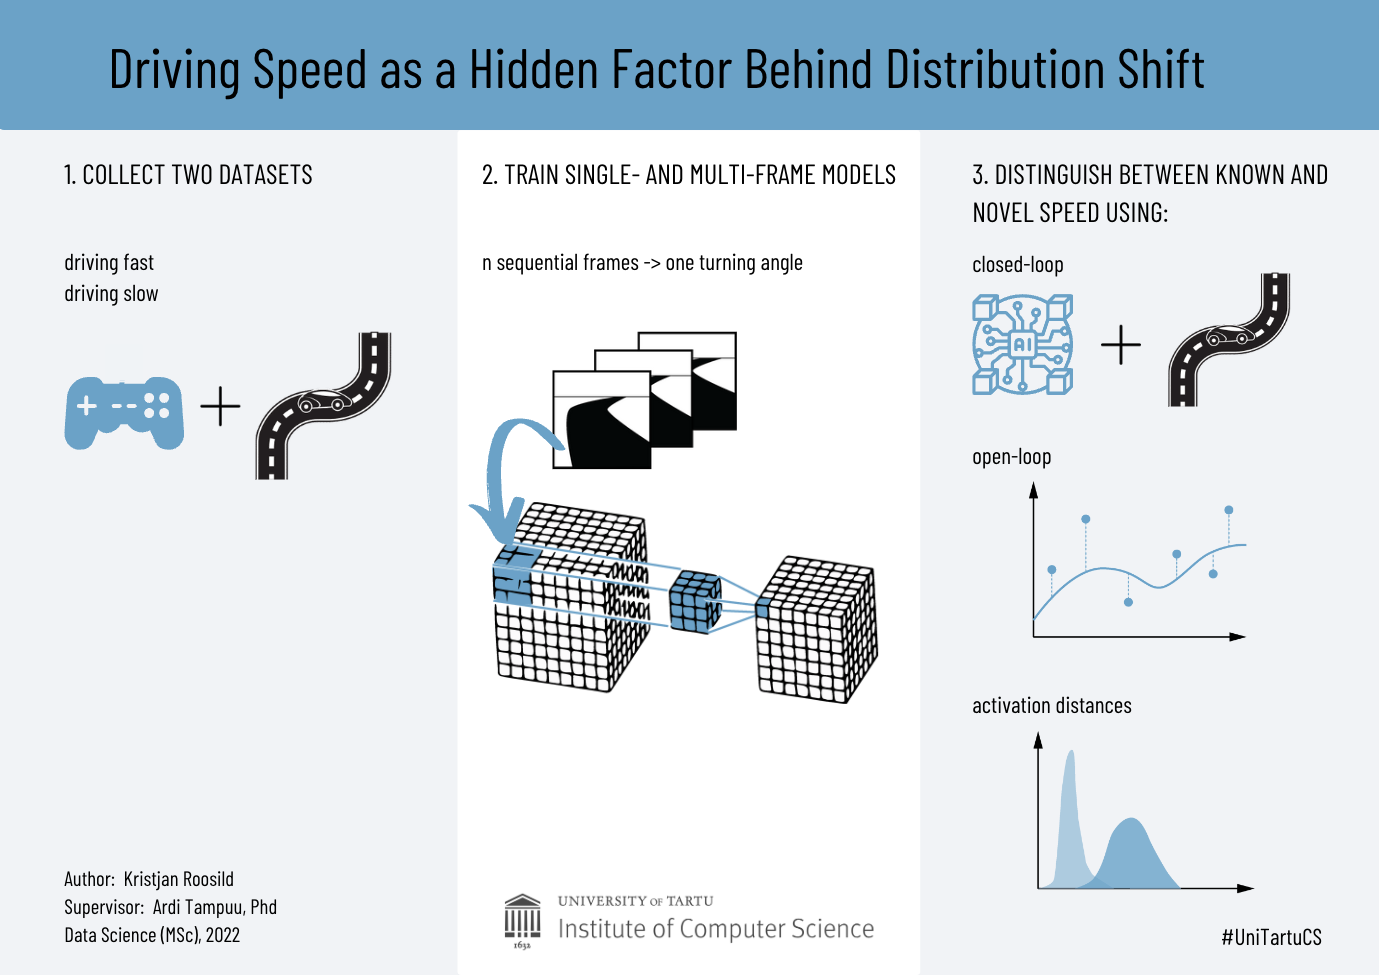 Driving Speed as a Hidden Factor Behind Distribution Shift
1. COLLECT TWO DATASETS
driving fast
driving slow
2. TRAIN SINGLE- AND MULTI-FRAME MODELS
n sequential frames -> one turning angle
3. DISTINGUISH BETWEEN KNOWN AND
NOVEL SPEED USING:
closed-loop
AI
open-loop
activation distances
Author: Kristjan Roosild
Supervisor: Ardi Tampuu, Phd
Data Science (MSc), 2022
1632
UNIVERSITY OF TARTU
Institute of Computer Science
#UniTartuCS